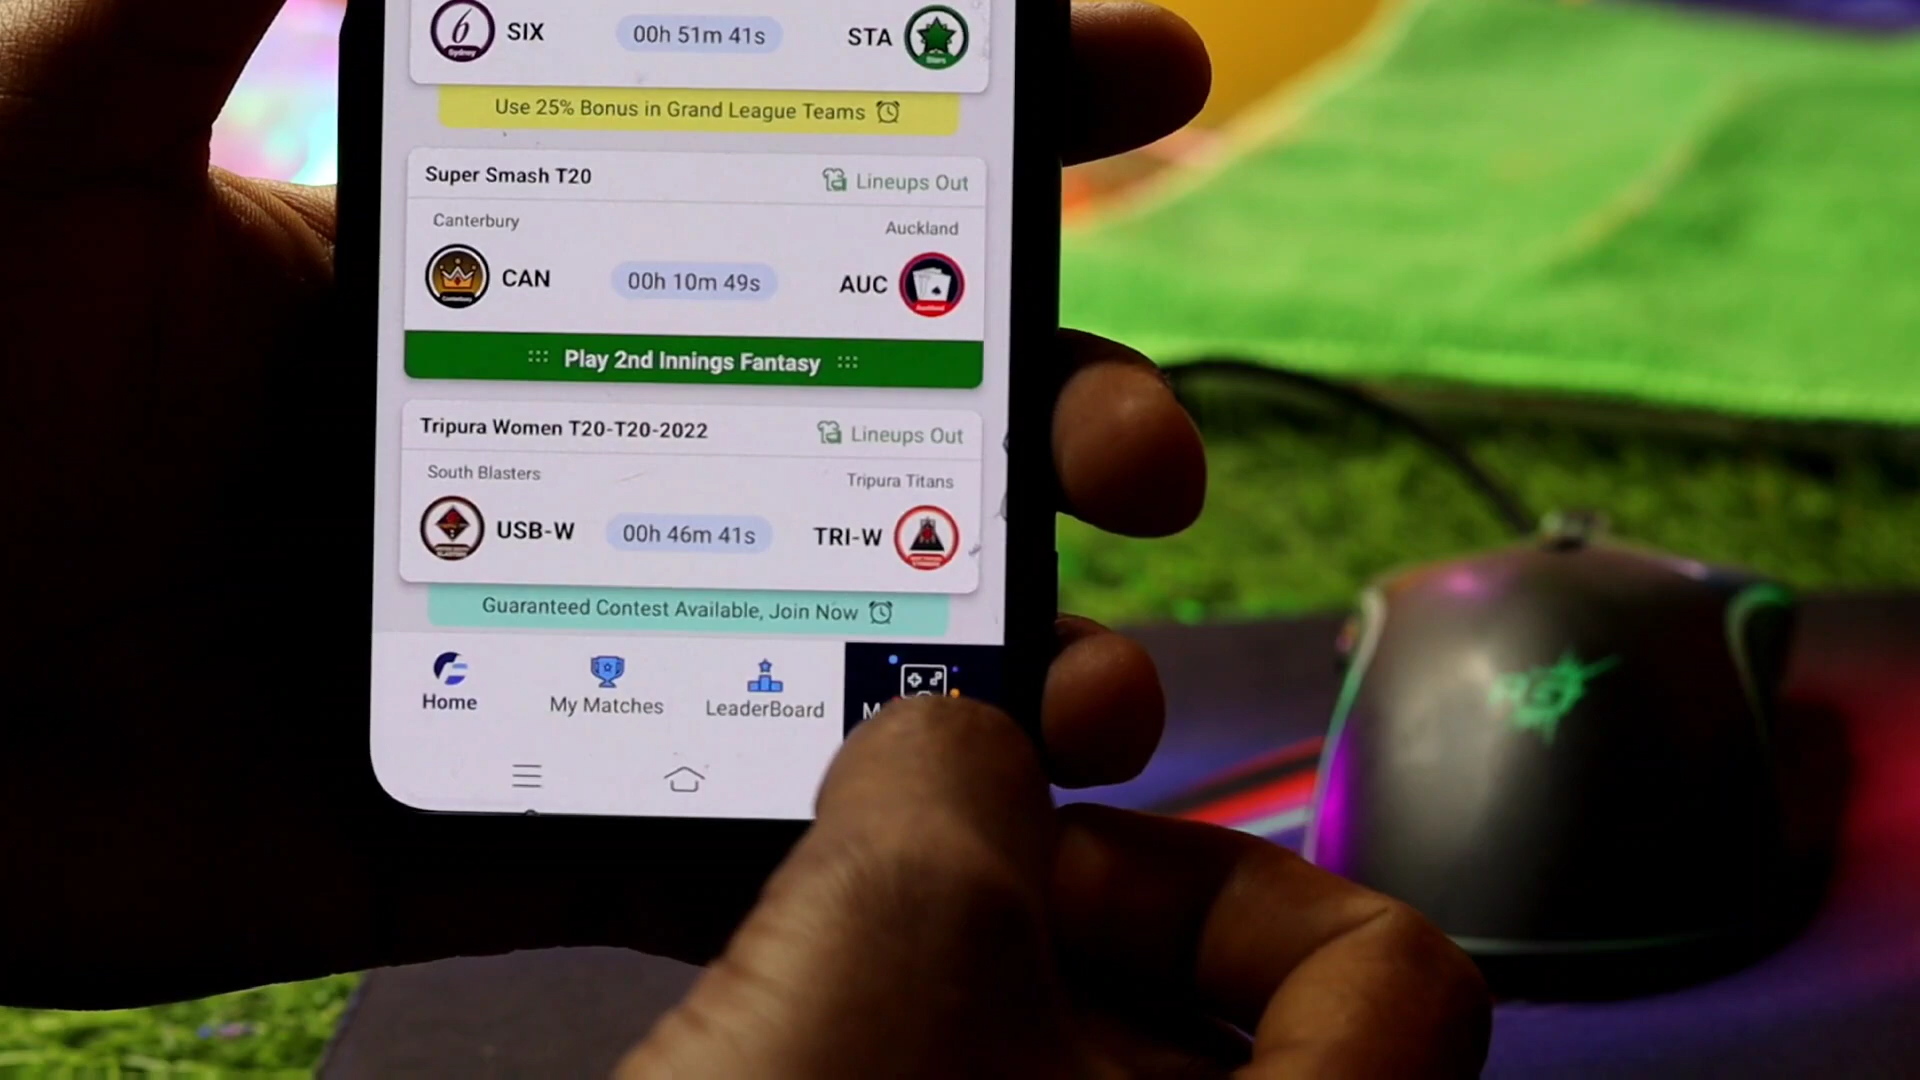 SIX 00h 51m 41s STA
Sydney
Stars
Use 25% Bonus in Grand League Teams
Super Smash T20 Lineups Out
Canterbury Auckland
CAN 00h 10m 49s AUC
Play 2nd Innings Fantasy
Tripura Women T20-T20-2022 Lineups Out
South Blasters Tripura Titans
USB-W 00h 46m 41s TRI-W
Guaranteed Contest Available, Join Now
Home My Matches LeaderBoard